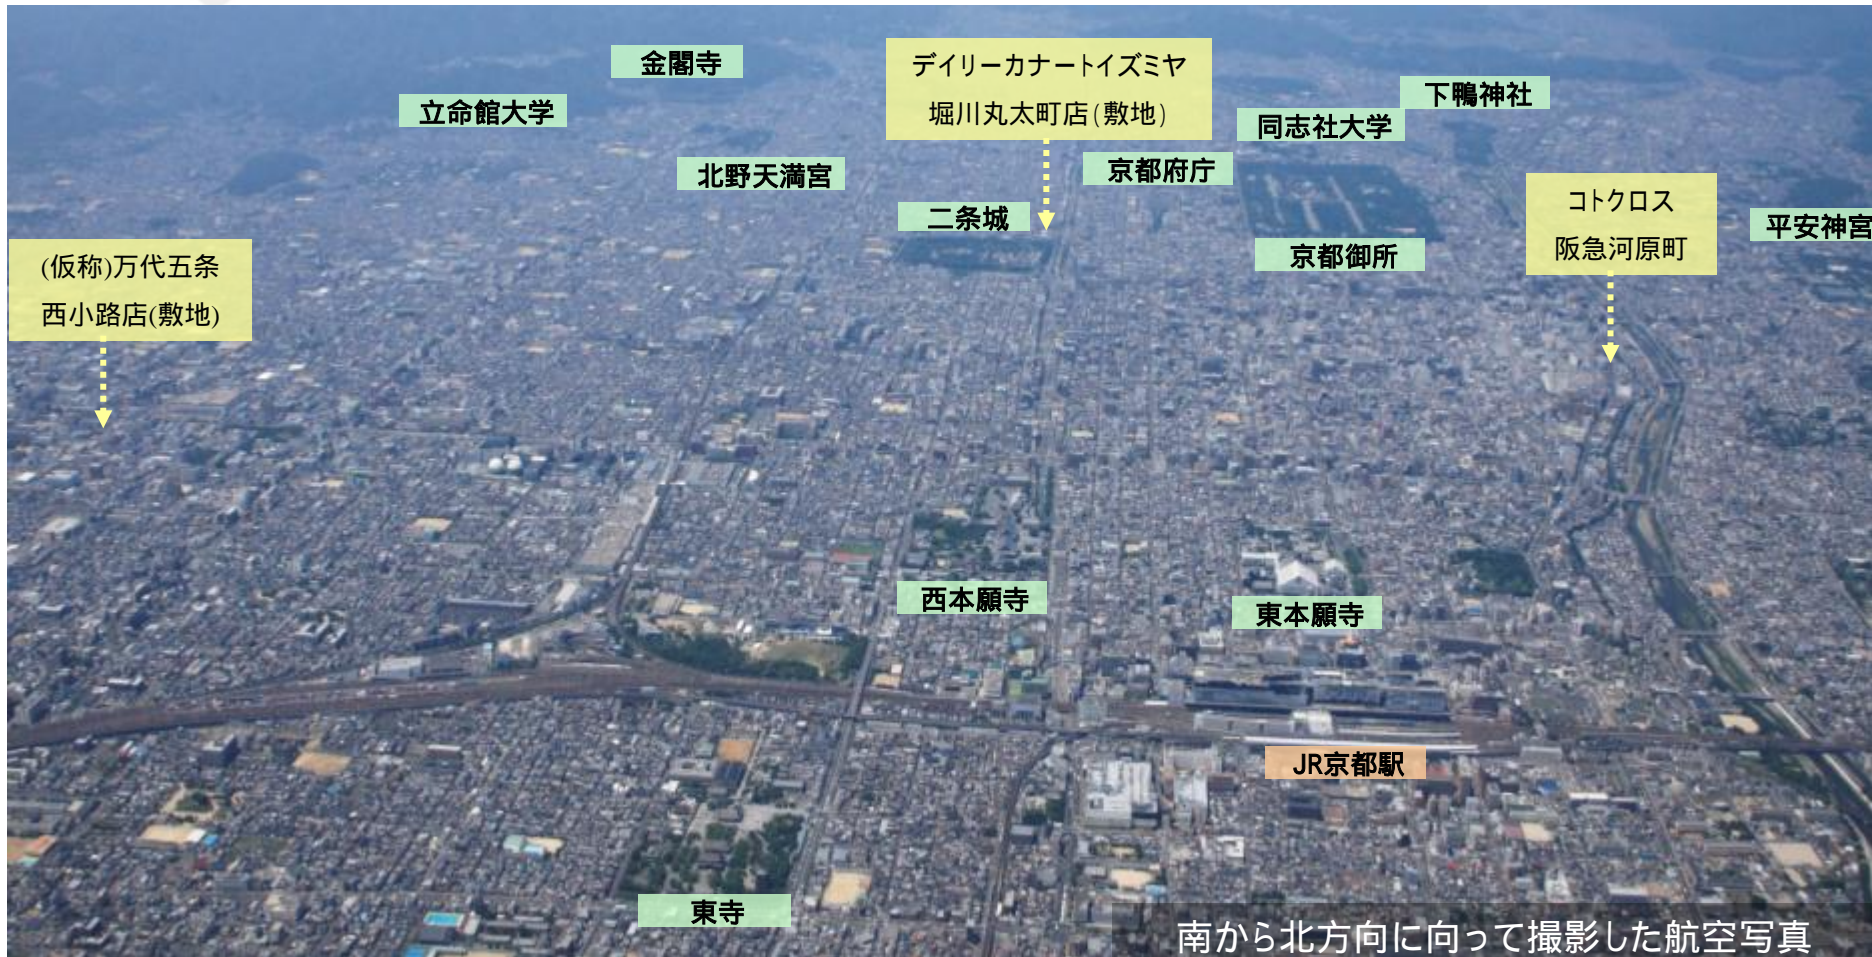 金閣寺
デイリーカナートイズミヤ
堀川丸太町店(敷地)
立命館大学
下鴨神社
同志社大学
北野天満宮
京都府庁
コトクロス
阪急河原町
二条城
平安神宮
京都御所
(仮称)万代五条
西小路店(敷地)
西本願寺
東本願寺
JR京都駅
東寺
南から北方向に向って撮影した航空写真